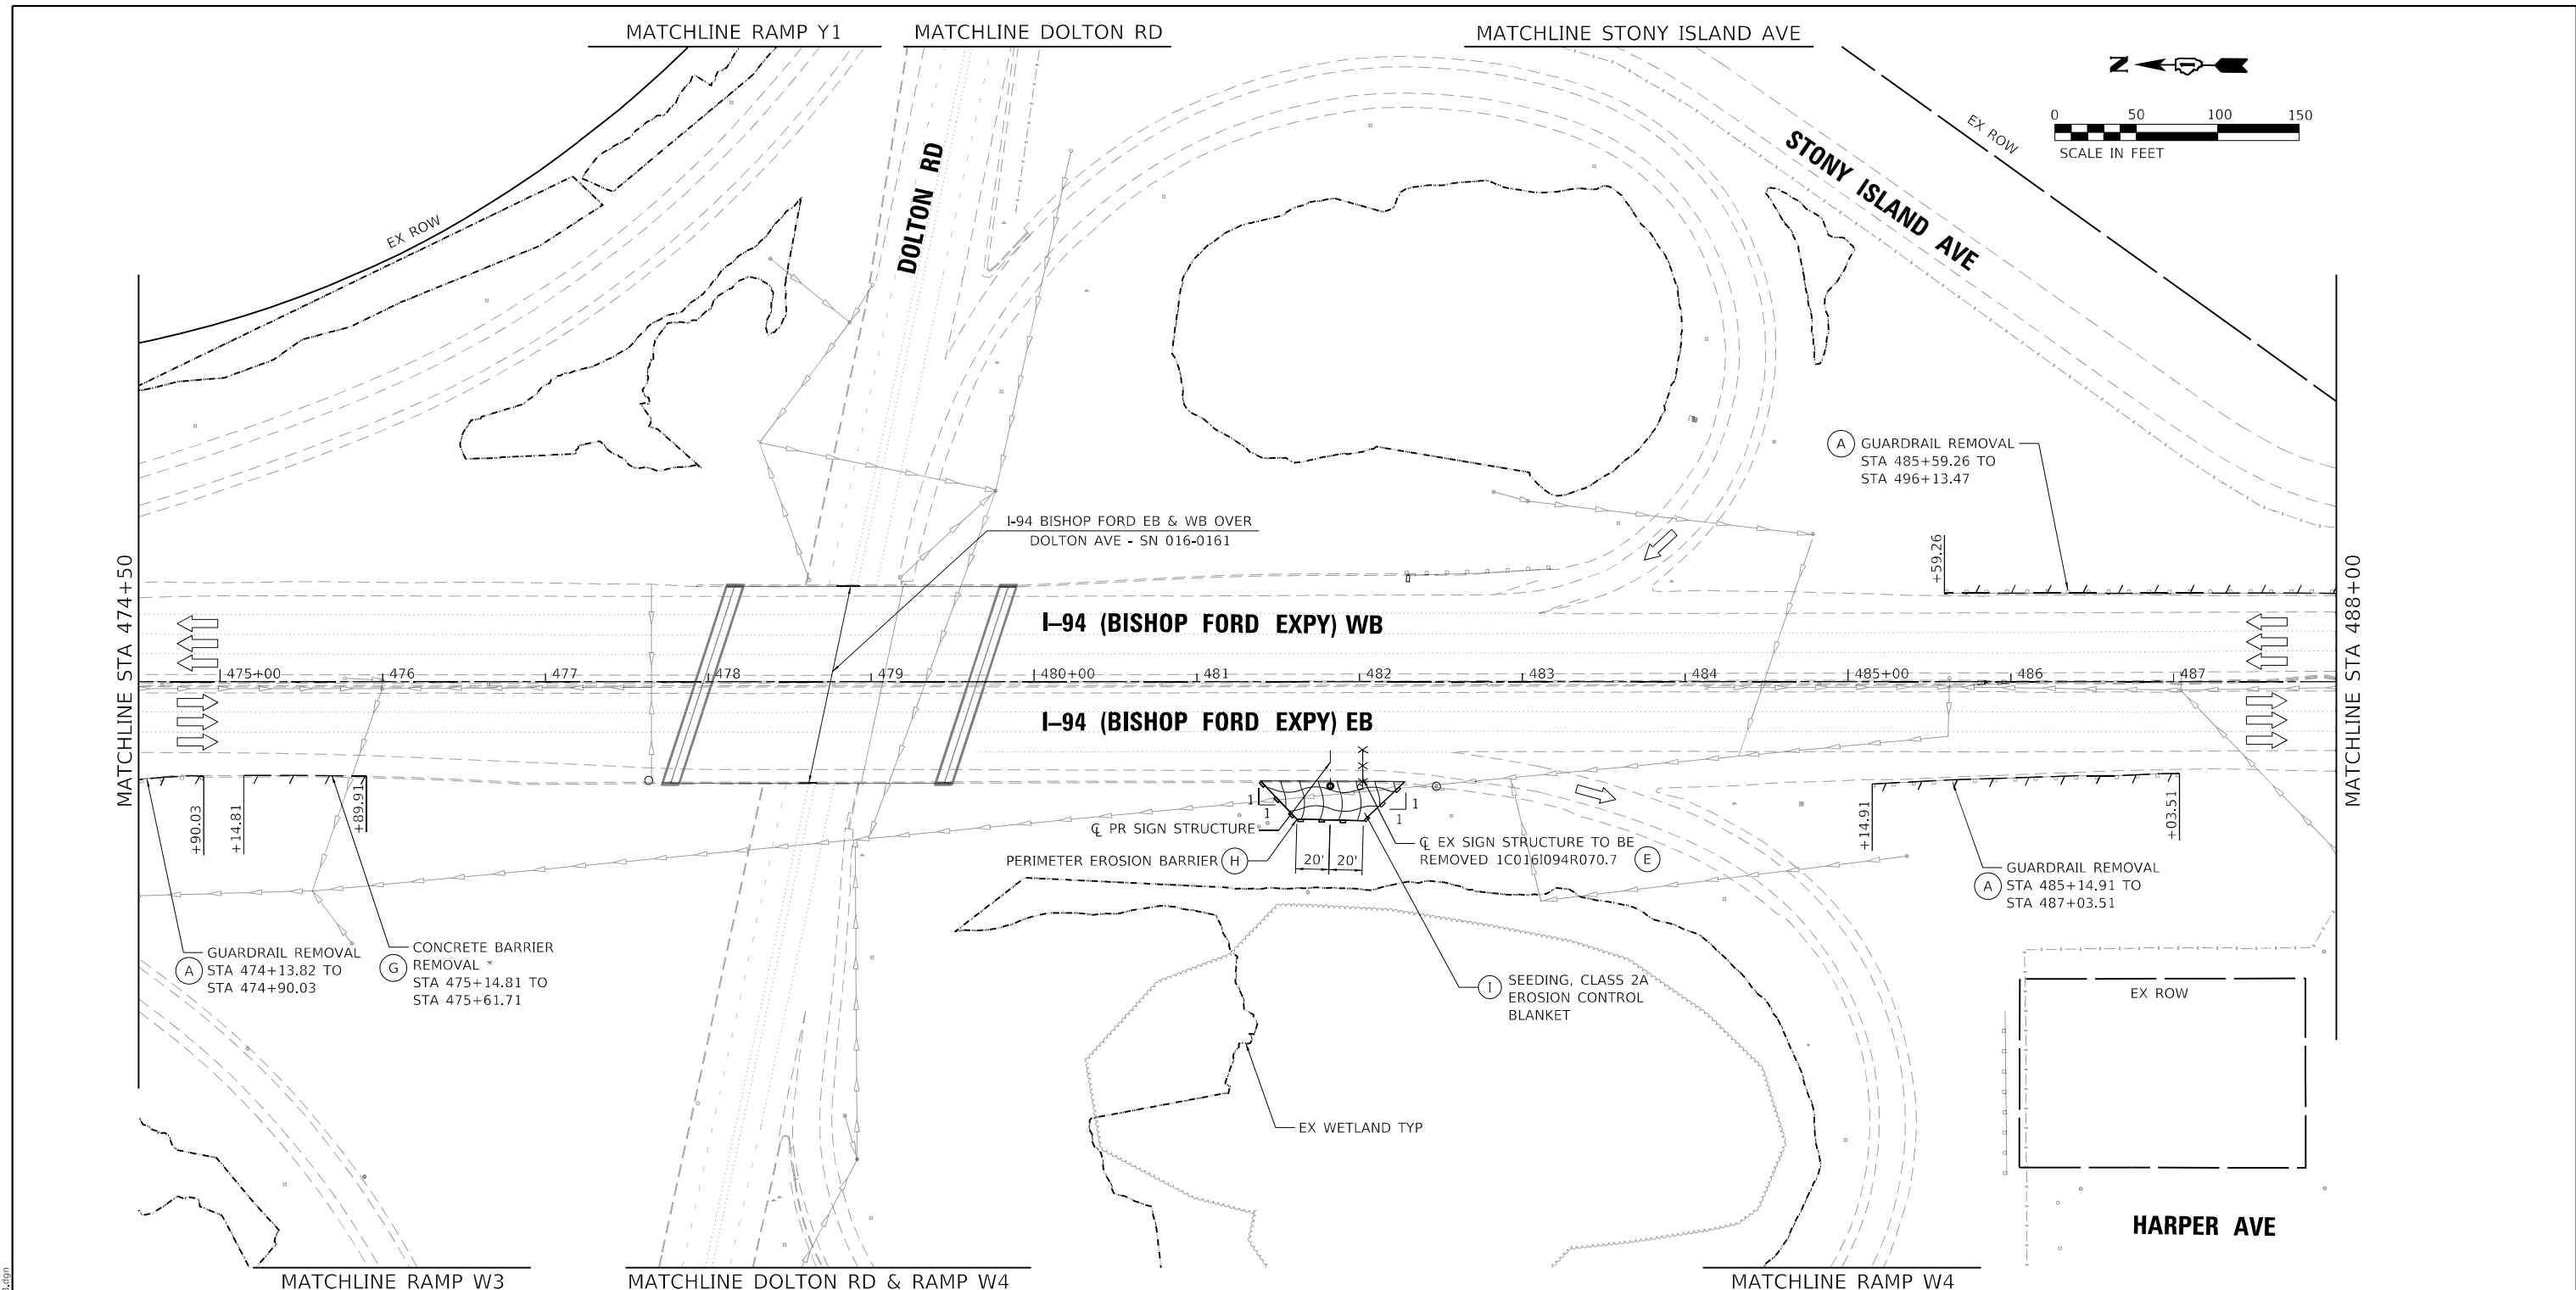 MATCHLINE RAMP Y1
MATCHLINE DOLTON RD
MATCHLINE STONY ISLAND AVE
N
0 50 100 150
SCALE IN FEET
EX ROW
STONY ISLAND AVE
EX ROW
DOLTON RD
A GUARDRAIL REMOVAL
STA 485+59.26 TO
STA 496+13.47
I-94 BISHOP FORD EB & WB OVER
DOLTON AVE - SN 016-0161
+59.26
MATCHLINE STA 474+50
MATCHLINE STA 488+00
I-94 (BISHOP FORD EXPY) WB
475+00 476 477 478 479 480+00 481 482 483 484 485+00 486 487
I-94 (BISHOP FORD EXPY) EB
+90.03
+14.81
+89.91
1
1
1
1
℄ PR SIGN STRUCTURE
PERIMETER EROSION BARRIER H
20' 20'
℄ EX SIGN STRUCTURE TO BE
REMOVED 1C016I094R070.7 E
+14.91
+03.51
GUARDRAIL REMOVAL
A STA 485+14.91 TO
STA 487+03.51
GUARDRAIL REMOVAL
A STA 474+13.82 TO
STA 474+90.03
CONCRETE BARRIER
G REMOVAL *
STA 475+14.81 TO
STA 475+61.71
I SEEDING, CLASS 2A
EROSION CONTROL
BLANKET
EX ROW
EX WETLAND TYP
HARPER AVE
MATCHLINE RAMP W3
MATCHLINE DOLTON RD & RAMP W4
MATCHLINE RAMP W4